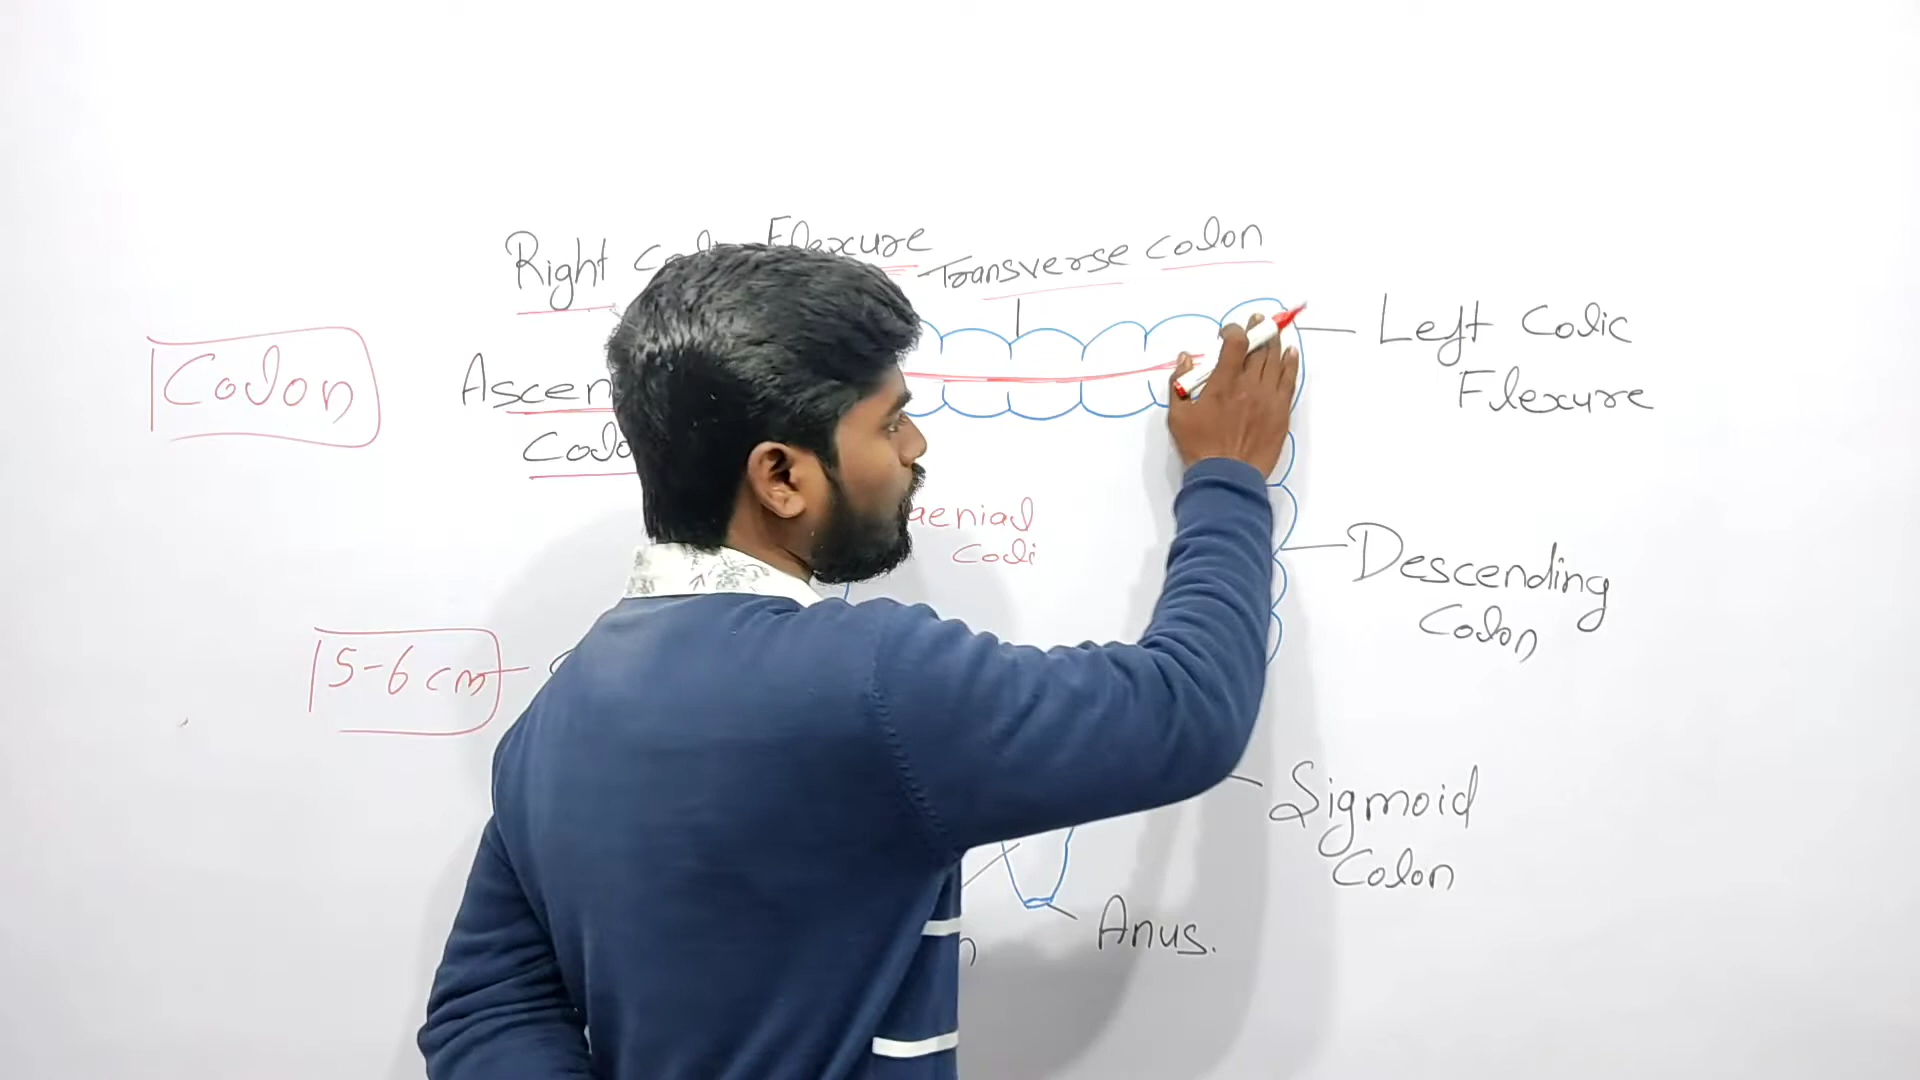 Right Flexure
Transverse colon
Left Colic
Flexure
Colon
Ascen
Colo
aenial
Coli
Descending
Colon
5-6 cm
Sigmoid
Colon
Anus.
n